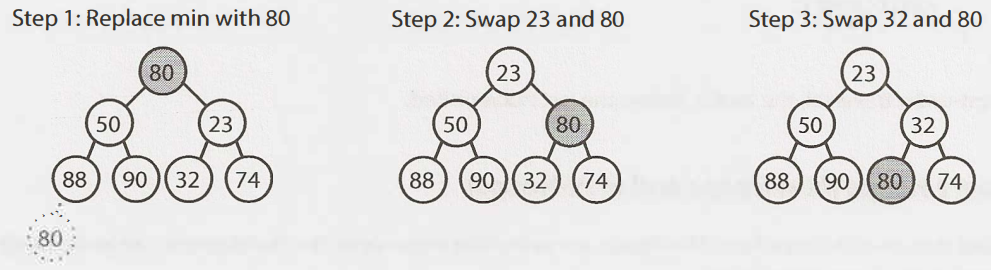 Step 1: Replace min with 80
80
50 23
88 90 32 74
80
Step 2: Swap 23 and 80
23
50 80
88 90 32 74
Step 3: Swap 32 and 80
23
50 32
88 90 80 74